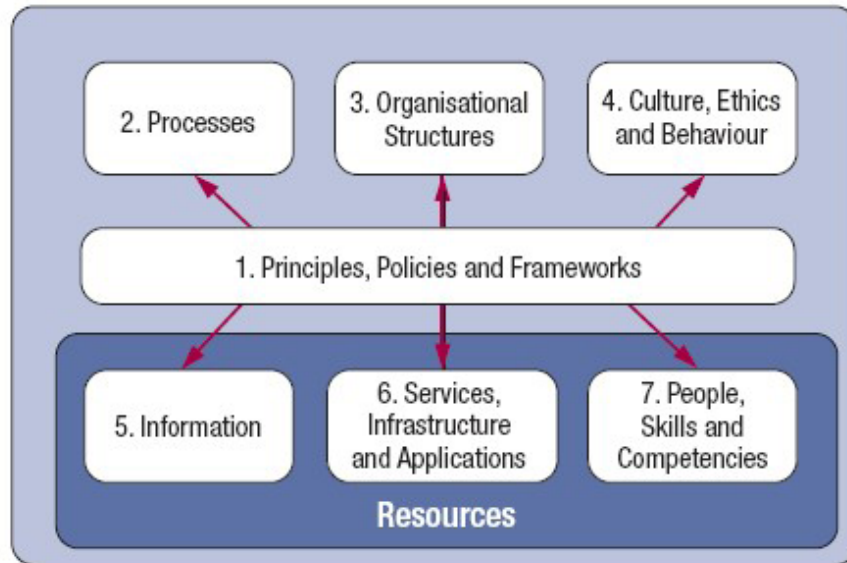 2. Processes
3. Organisational
Structures
4. Culture, Ethics
and Behaviour
1. Principles, Policies and Frameworks
5. Information
6. Services,
Infrastructure
and Applications
7. People,
Skills and
Competencies
Resources